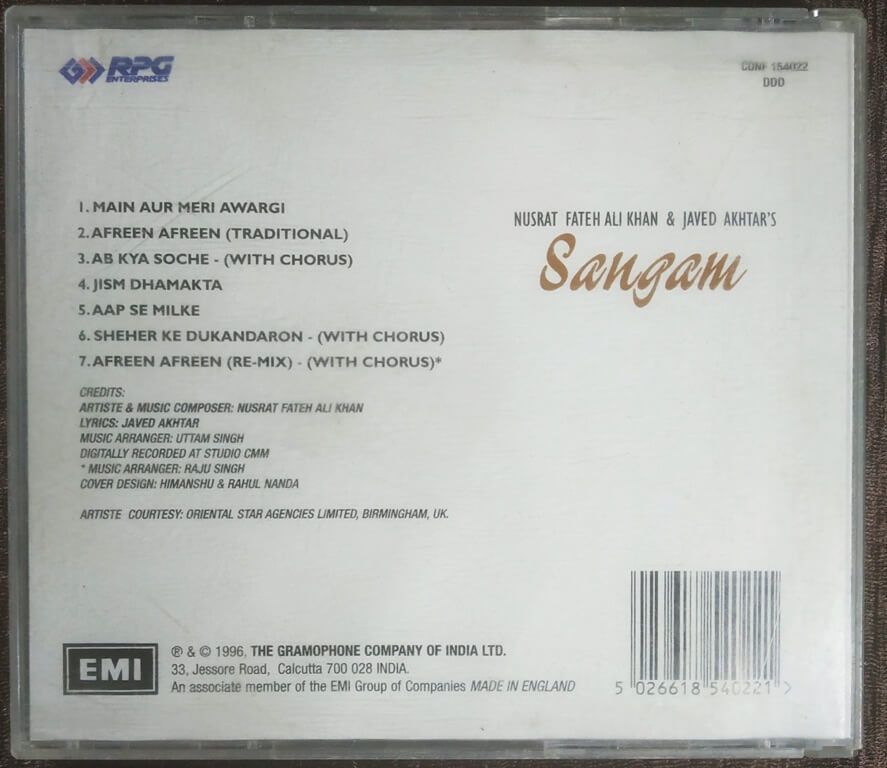 RPG
ENTERPRISES
CDNF 154022
DDD
1. MAIN AUR MERI AWARGI
2. AFREEN AFREEN (TRADITIONAL)
3. AB KYA SOCHE - (WITH CHORUS)
4. JISM DHAMAKTA
5. AAP SE MILKE
6. SHEHER KE DUKANDARON - (WITH CHORUS)
7. AFREEN AFREEN (RE-MIX) - (WITH CHORUS)*
NUSRAT FATEH ALI KHAN & JAVED AKHTAR'S
Sangam
CREDITS:
ARTISTE & MUSIC COMPOSER: NUSRAT FATEH ALI KHAN
LYRICS: JAVED AKHTAR
MUSIC ARRANGER: UTTAM SINGH
DIGITALLY RECORDED AT STUDIO CMM
* MUSIC ARRANGER: RAJU SINGH
COVER DESIGN: HIMANSHU & RAHUL NANDA
ARTISTE COURTESY: ORIENTAL STAR AGENCIES LIMITED, BIRMINGHAM, UK.
EMI
℗ & © 1996, THE GRAMOPHONE COMPANY OF INDIA LTD.
33, Jessore Road, Calcutta 700 028 INDIA.
An associate member of the EMI Group of Companies MADE IN ENGLAND
5 026618 540221 >